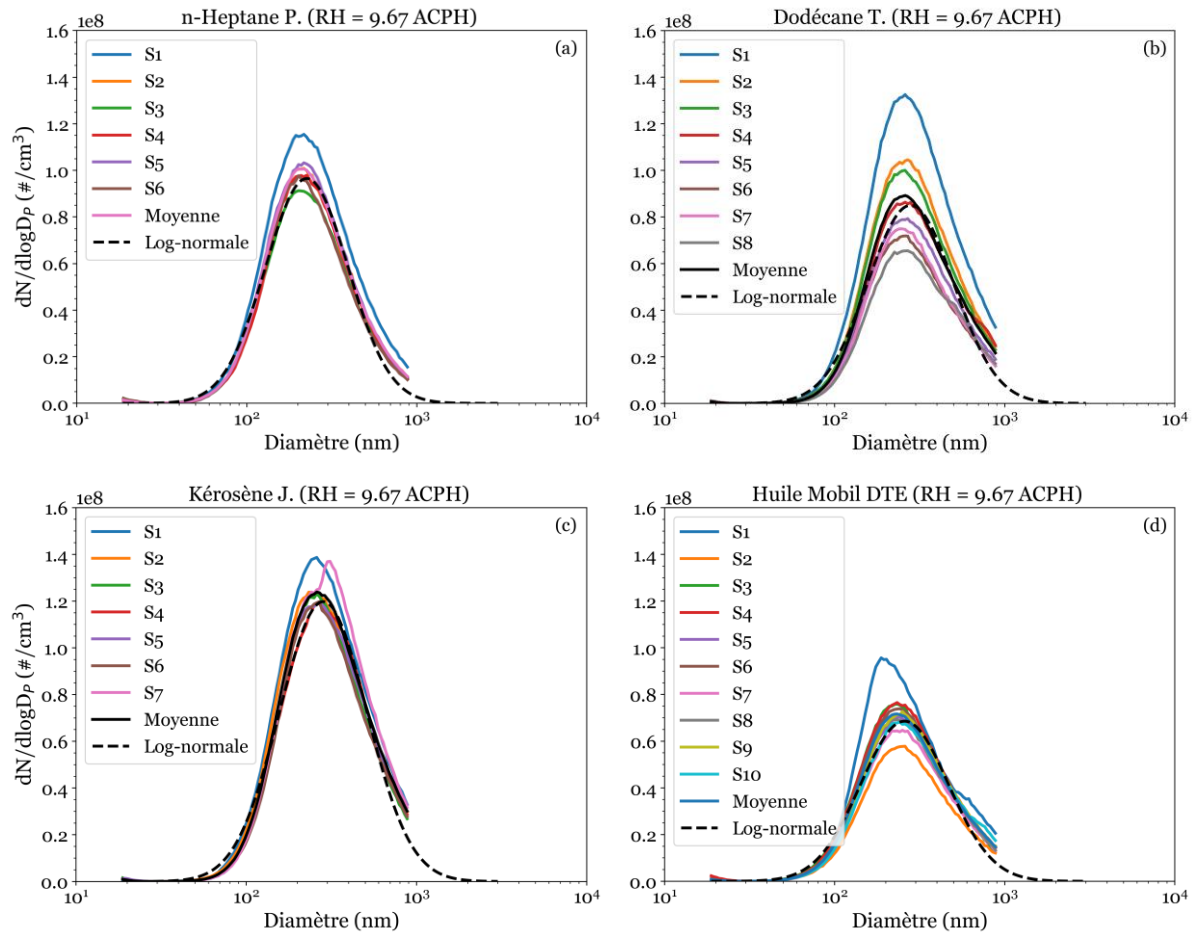 n-Heptane P. (RH = 9.67 ACPH)
1e8
(a)
dN/dlogDP (#/cm³)
1.6
1.4
1.2
1.0
0.8
0.6
0.4
0.2
0.0
S1
S2
S3
S4
S5
S6
Moyenne
Log-normale
10¹ 10² 10³ 10⁴
Diamètre (nm)
Dodécane T. (RH = 9.67 ACPH)
1e8
(b)
1.6
1.4
1.2
1.0
0.8
0.6
0.4
0.2
0.0
S1
S2
S3
S4
S5
S6
S7
S8
Moyenne
Log-normale
10¹ 10² 10³ 10⁴
Diamètre (nm)
Kérosène J. (RH = 9.67 ACPH)
1e8
(c)
dN/dlogDP (#/cm³)
1.6
1.4
1.2
1.0
0.8
0.6
0.4
0.2
0.0
S1
S2
S3
S4
S5
S6
S7
Moyenne
Log-normale
10¹ 10² 10³ 10⁴
Diamètre (nm)
Huile Mobil DTE (RH = 9.67 ACPH)
1e8
(d)
1.6
1.4
1.2
1.0
0.8
0.6
0.4
0.2
0.0
S1
S2
S3
S4
S5
S6
S7
S8
S9
S10
Moyenne
Log-normale
10¹ 10² 10³ 10⁴
Diamètre (nm)